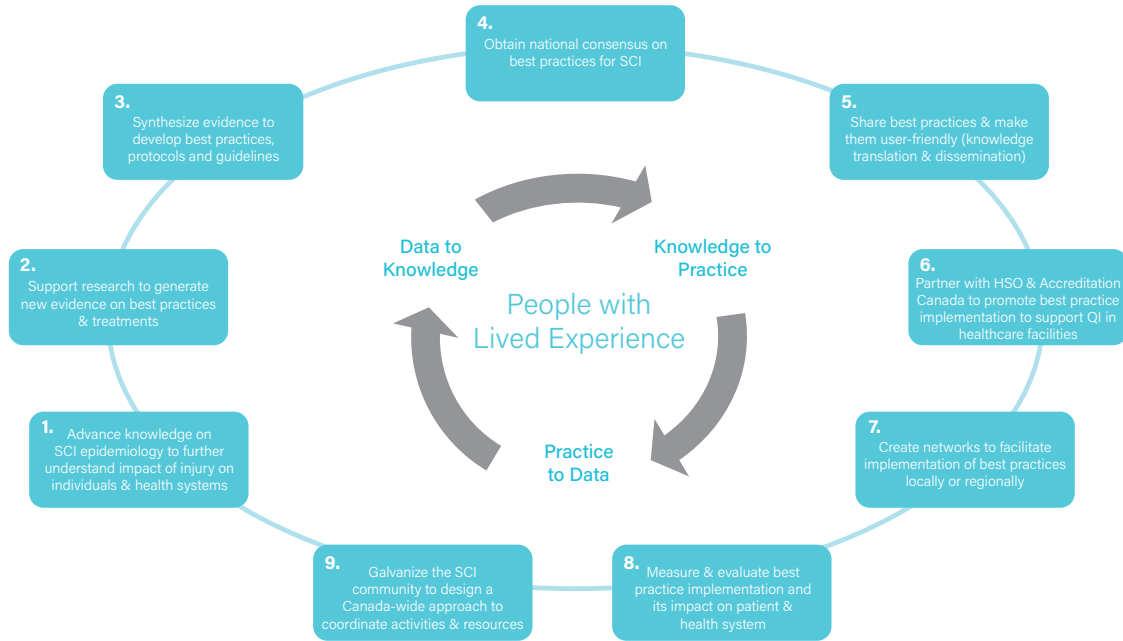 4.
Obtain national consensus on
best practices for SCI
3.
Synthesize evidence to
develop best practices,
protocols and guidelines
5.
Share best practices & make
them user-friendly (knowledge
translation & dissemination)
Data to
Knowledge
Knowledge to
Practice
2.
Support research to generate
new evidence on best practices
& treatments
6.
Partner with HSO & Accreditation
Canada to promote best practice
implementation to support QI in
healthcare facilities
People with
Lived Experience
1.
Advance knowledge on
SCI epidemiology to further
understand impact of injury on
individuals & health systems
7.
Create networks to facilitate
implementation of best practices
locally or regionally
Practice
to Data
9.
Galvanize the SCI
community to design a
Canada-wide approach to
coordinate activities & resources
8.
Measure & evaluate best
practice implementation and
its impact on patient &
health system